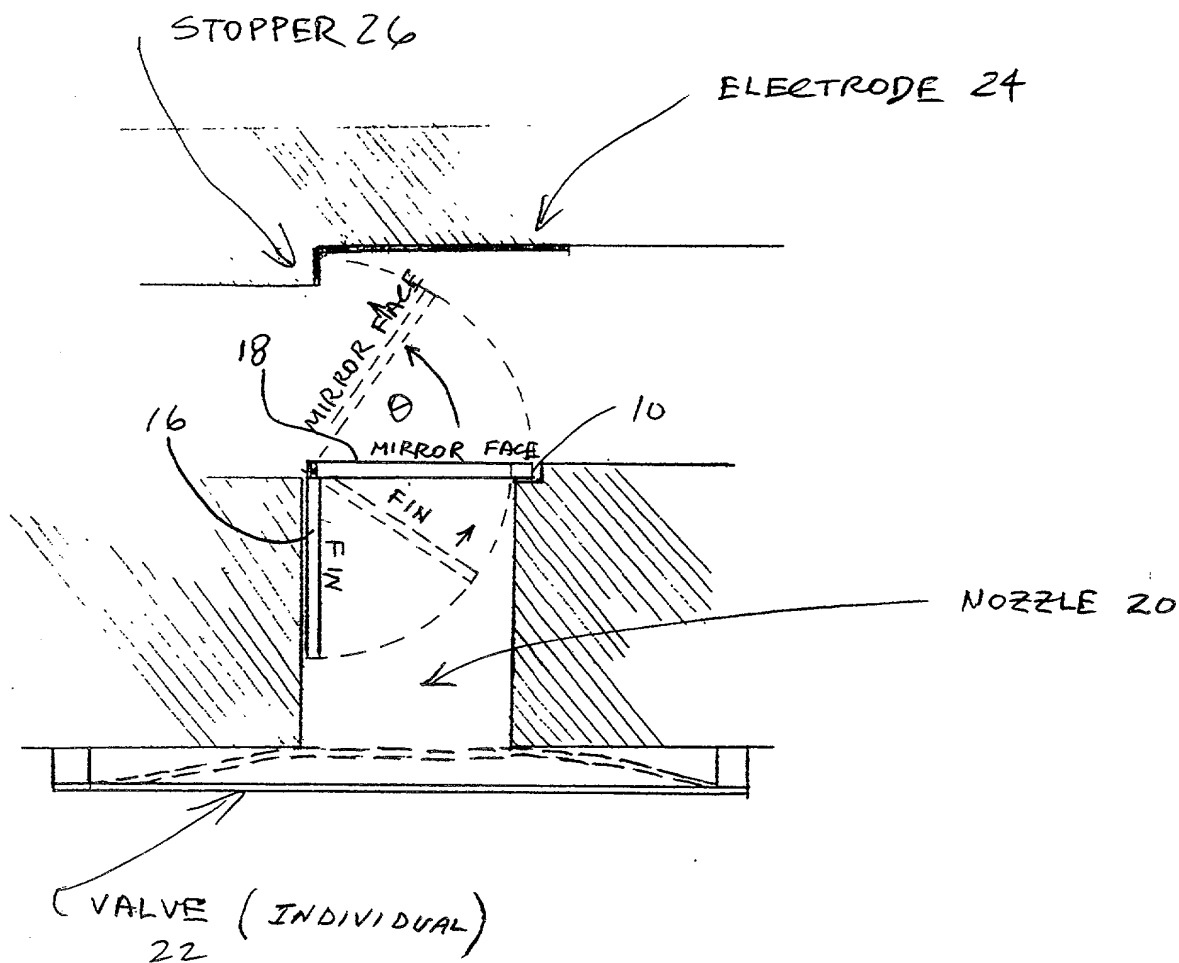 STOPPER 26
ELECTRODE 24
MIRROR FACE
18
θ
10
16
MIRROR FACE
FIN
FIN
NOZZLE 20
VALVE (INDIVIDUAL)
22